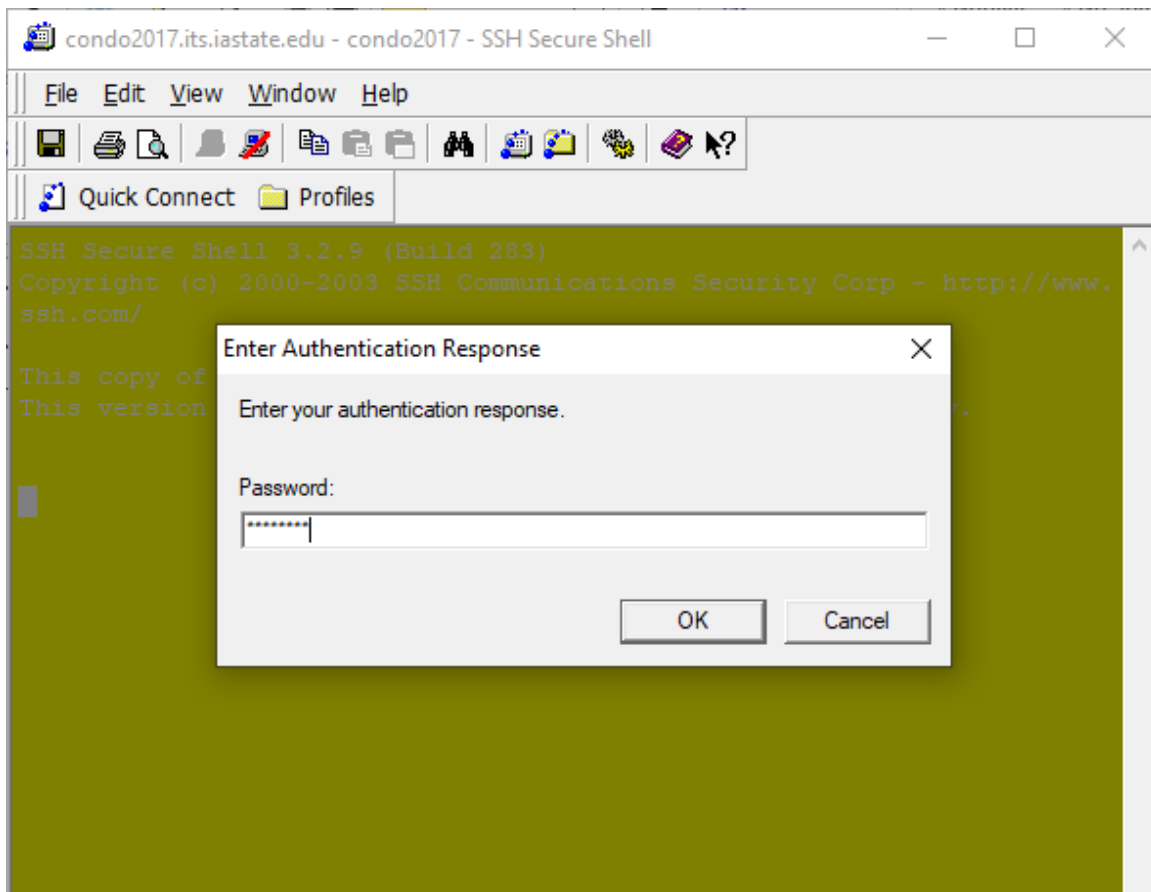 condo2017.its.iastate.edu - condo2017 - SSH Secure Shell
File Edit View Window Help
Quick Connect Profiles
SSH Secure Shell 3.2.9 (Build 283)
Copyright (c) 2000-2003 SSH Communications Security Corp - http://www.
ssh.com/
This copy of
This version
Enter Authentication Response
Enter your authentication response.
Password:
********
OK Cancel